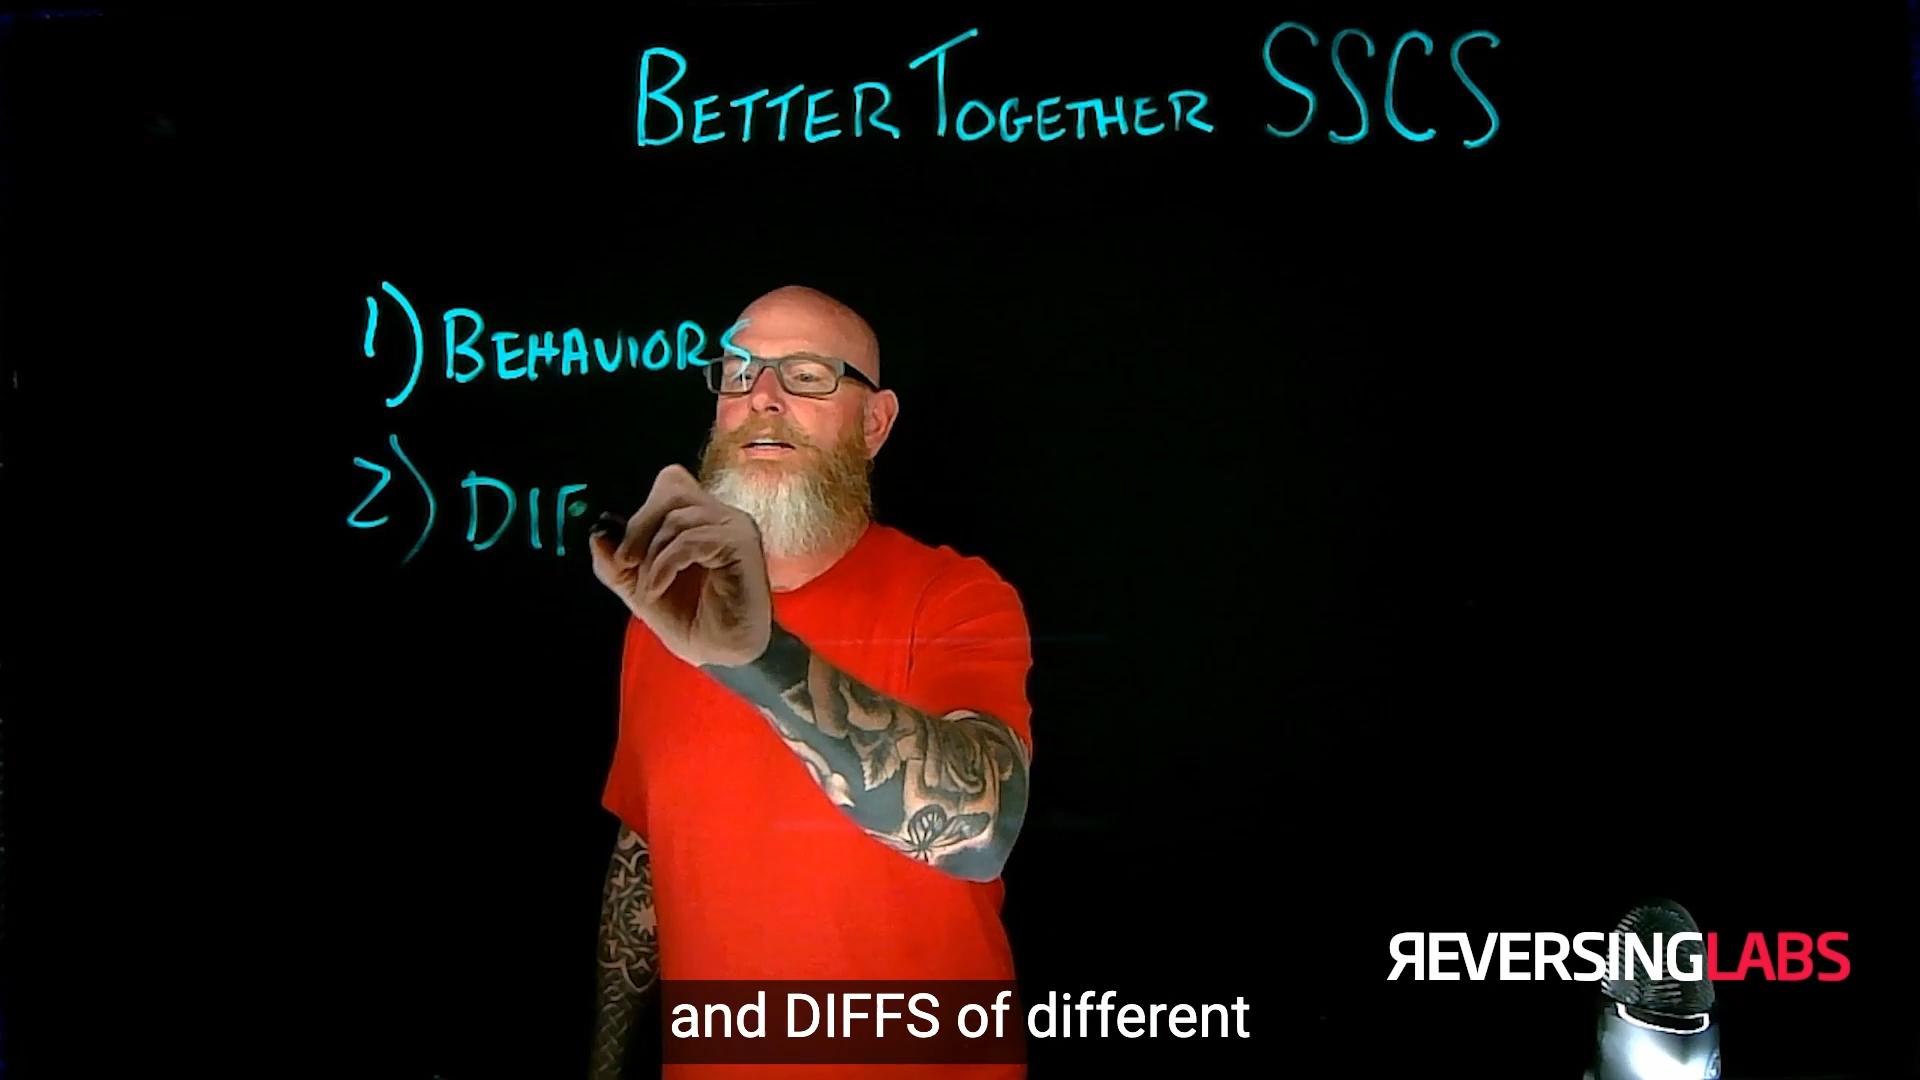 BETTER TOGETHER SSCS
1) BEHAVIORS
2) DIF
REVERSINGLABS
and DIFFS of different